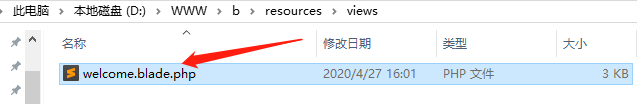 此电脑 > 本地磁盘 (D:) > WWW > b > resources > views
名称 修改日期 类型 大小
welcome.blade.php 2020/4/27 16:01 PHP 文件 3 KB